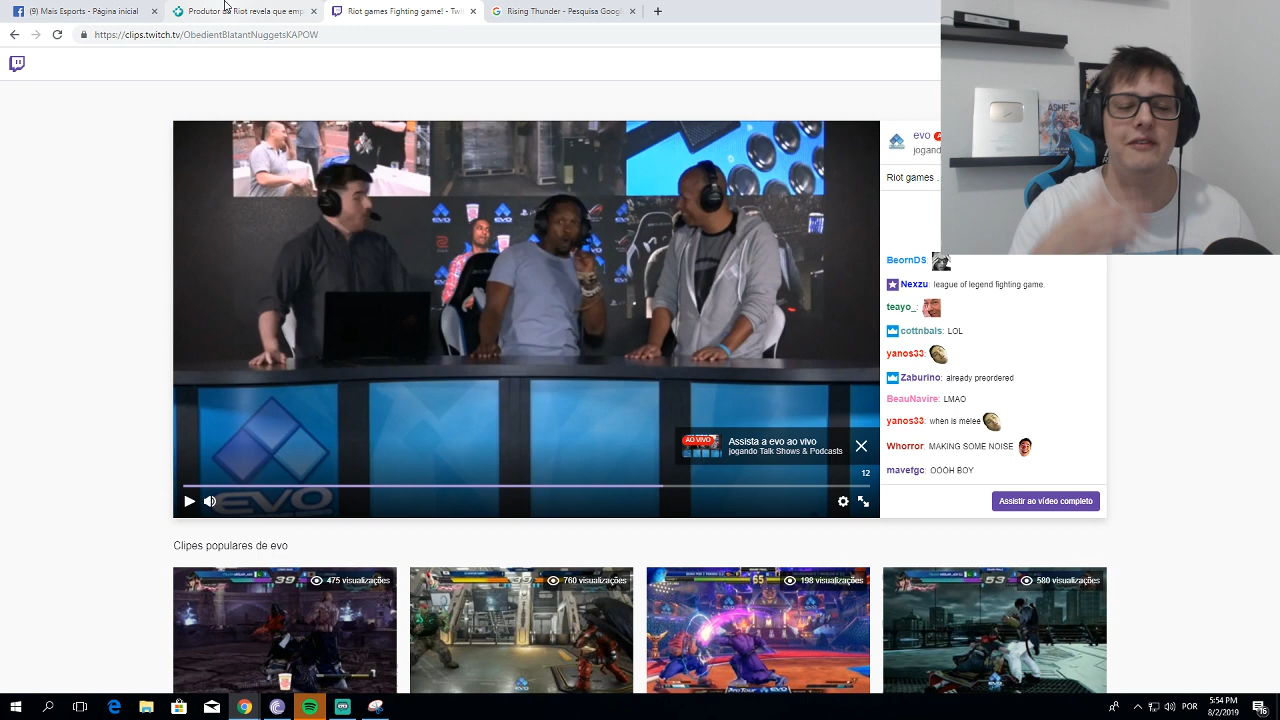 (9) Mais Esports - Página inicial
Produtor da Riot revela que emp
Riot games Fighting game! - Twit
Rising Thunder - Pesquisa Googl
https://clips.twitch.tv/ObedientBlatantNuggetsKAPOW
ASHE
evo
jogand
Riot games .
BeornDS:
Nexzu: league of legend fighting game.
teayo_:
cottnbals: LOL
yanos33:
Zaburino: already preordered
BeauNavire: LMAO
yanos33: when is melee
Whorror: MAKING SOME NOISE
mavefgc: OOOH BOY
AO VIVO
Assista a evo ao vivo
jogando Talk Shows & Podcasts
12
EVO
Assistir ao vídeo completo
Clipes populares de evo
475 visualizações
760 visualizações
198 visualizações
580 visualizações
39
65
53
POR
5:54 PM
8/2/2019